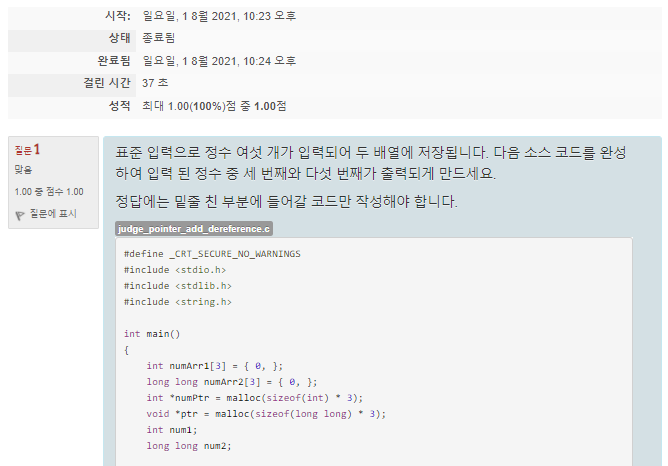 시작: 일요일, 1 8월 2021, 10:23 오후
상태 종료됨
완료됨 일요일, 1 8월 2021, 10:24 오후
걸린 시간 37 초
성적 최대 1.00(100%)점 중 1.00점
질문 1
맞음
1.00 중 점수 1.00
질문에 표시
표준 입력으로 정수 여섯 개가 입력되어 두 배열에 저장됩니다. 다음 소스 코드를 완성
하여 입력 된 정수 중 세 번째와 다섯 번째가 출력되게 만드세요.
정답에는 밑줄 친 부분에 들어갈 코드만 작성해야 합니다.
judge_pointer_add_dereference.c
#define _CRT_SECURE_NO_WARNINGS
#include <stdio.h>
#include <stdlib.h>
#include <string.h>
int main()
{
int numArr1[3] = { 0, };
long long numArr2[3] = { 0, };
int *numPtr = malloc(sizeof(int) * 3);
void *ptr = malloc(sizeof(long long) * 3);
int num1;
long long num2;